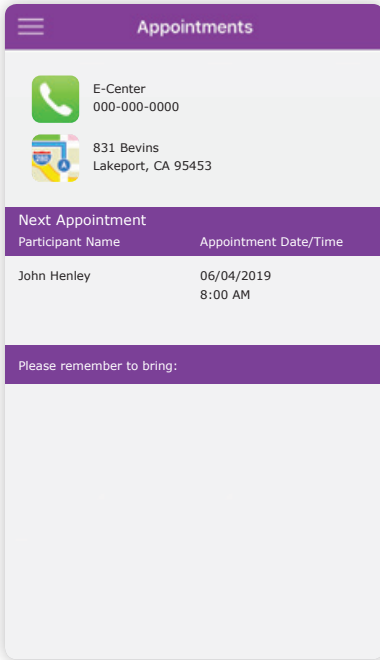 Appointments
E-Center
000-000-0000
280
831 Bevins
Lakeport, CA 95453
Next Appointment
Participant Name Appointment Date/Time
John Henley 06/04/2019
8:00 AM
Please remember to bring: